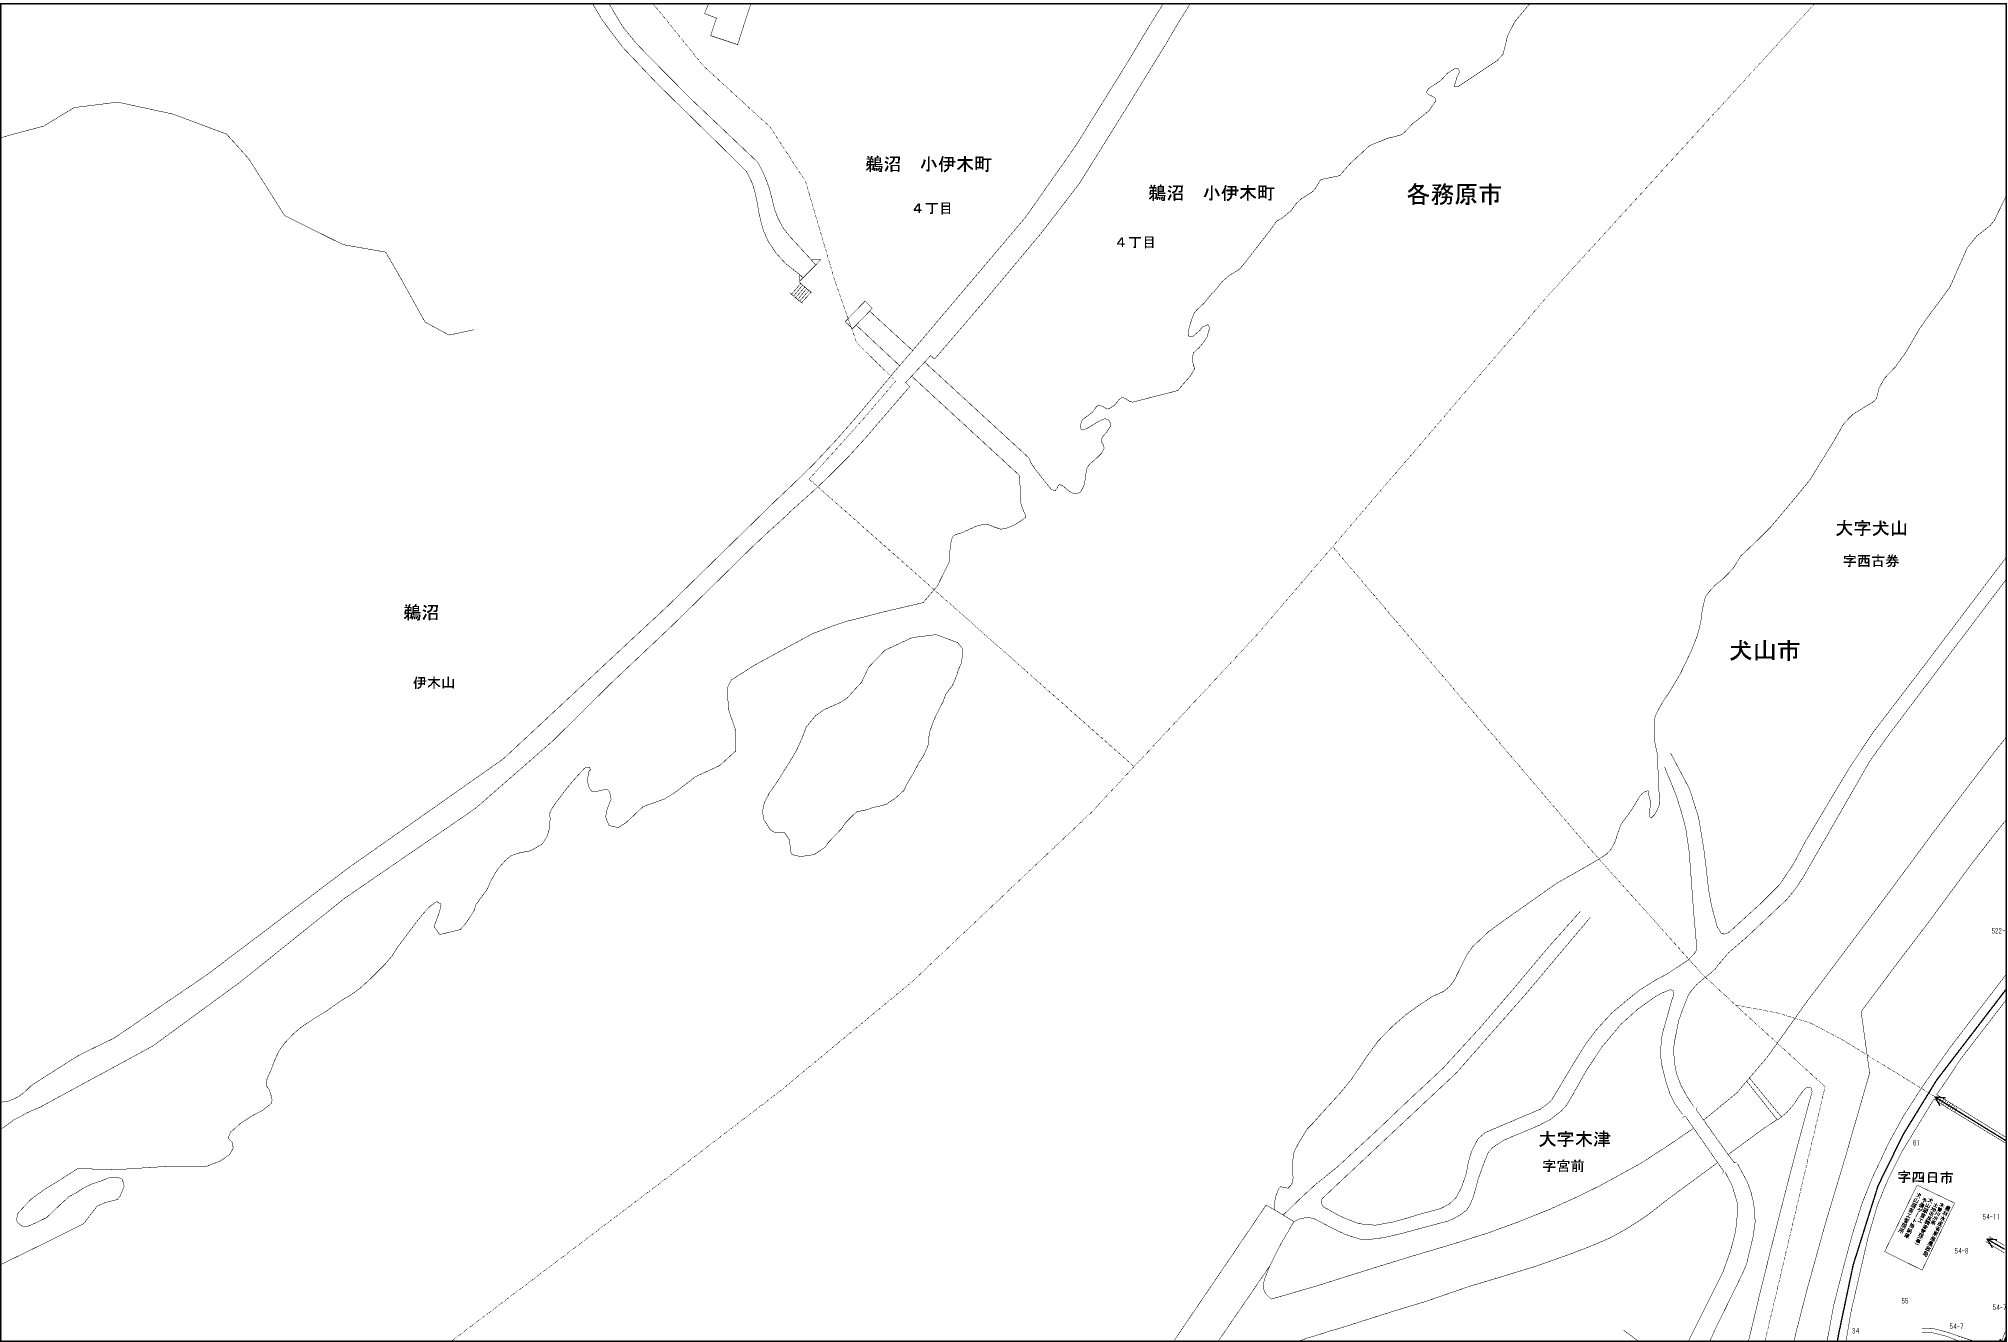 鵜沼　小伊木町
４丁目
鵜沼　小伊木町
４丁目
各務原市
大字犬山
字西古券
鵜沼
犬山市
伊木山
522-
大字木津
字宮前
61
字四日市
54-11
54-8
55
54-7
54-7
34